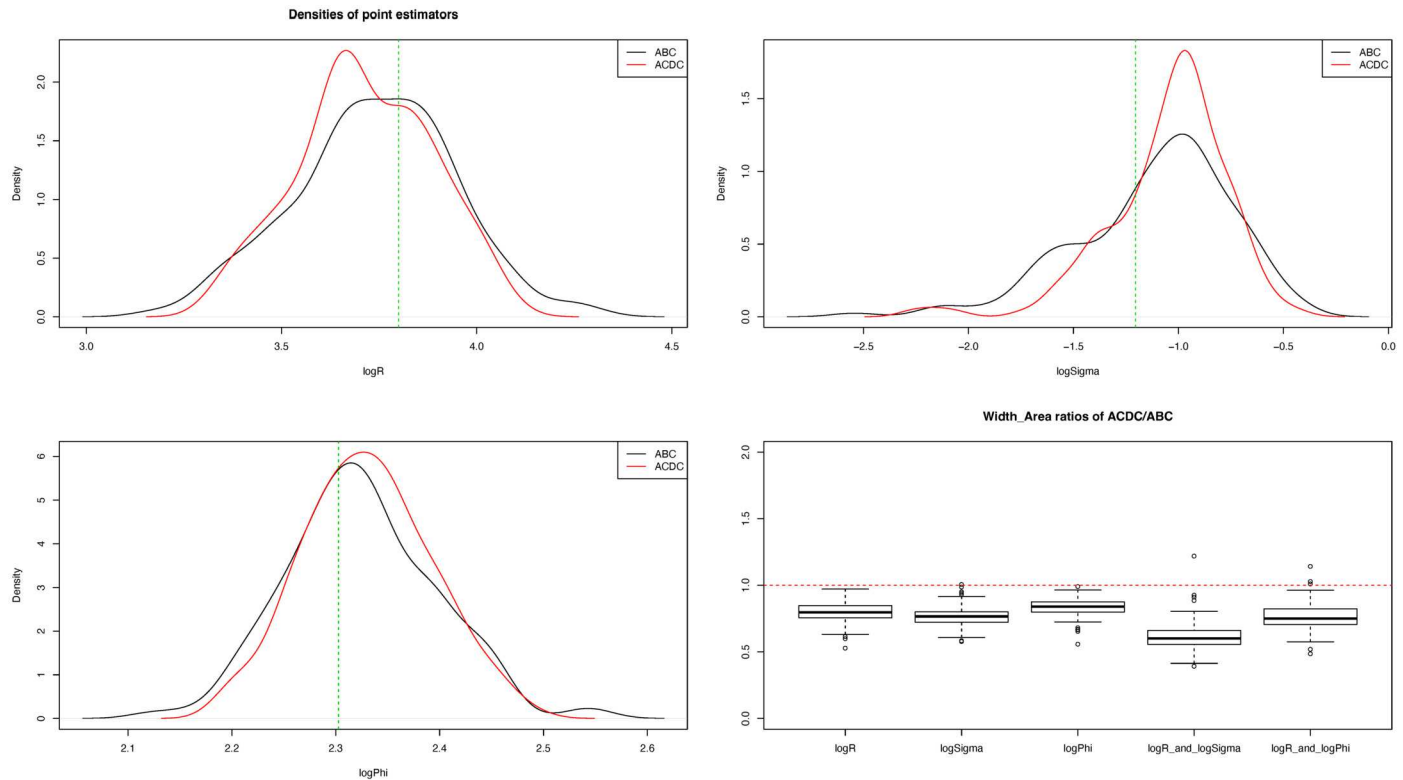 Densities of point estimators
ABC
ACDC
Density
0.0
0.5
1.0
1.5
2.0
3.0
3.5
4.0
4.5
logR
ABC
ACDC
Density
0.0
0.5
1.0
1.5
−2.5
−2.0
−1.5
−1.0
−0.5
0.0
logSigma
ABC
ACDC
Density
0
1
2
3
4
5
6
2.1
2.2
2.3
2.4
2.5
2.6
logPhi
Width_Area ratios of ACDC/ABC
0.0
0.5
1.0
1.5
2.0
logR
logSigma
logPhi
logR_and_logSigma
logR_and_logPhi